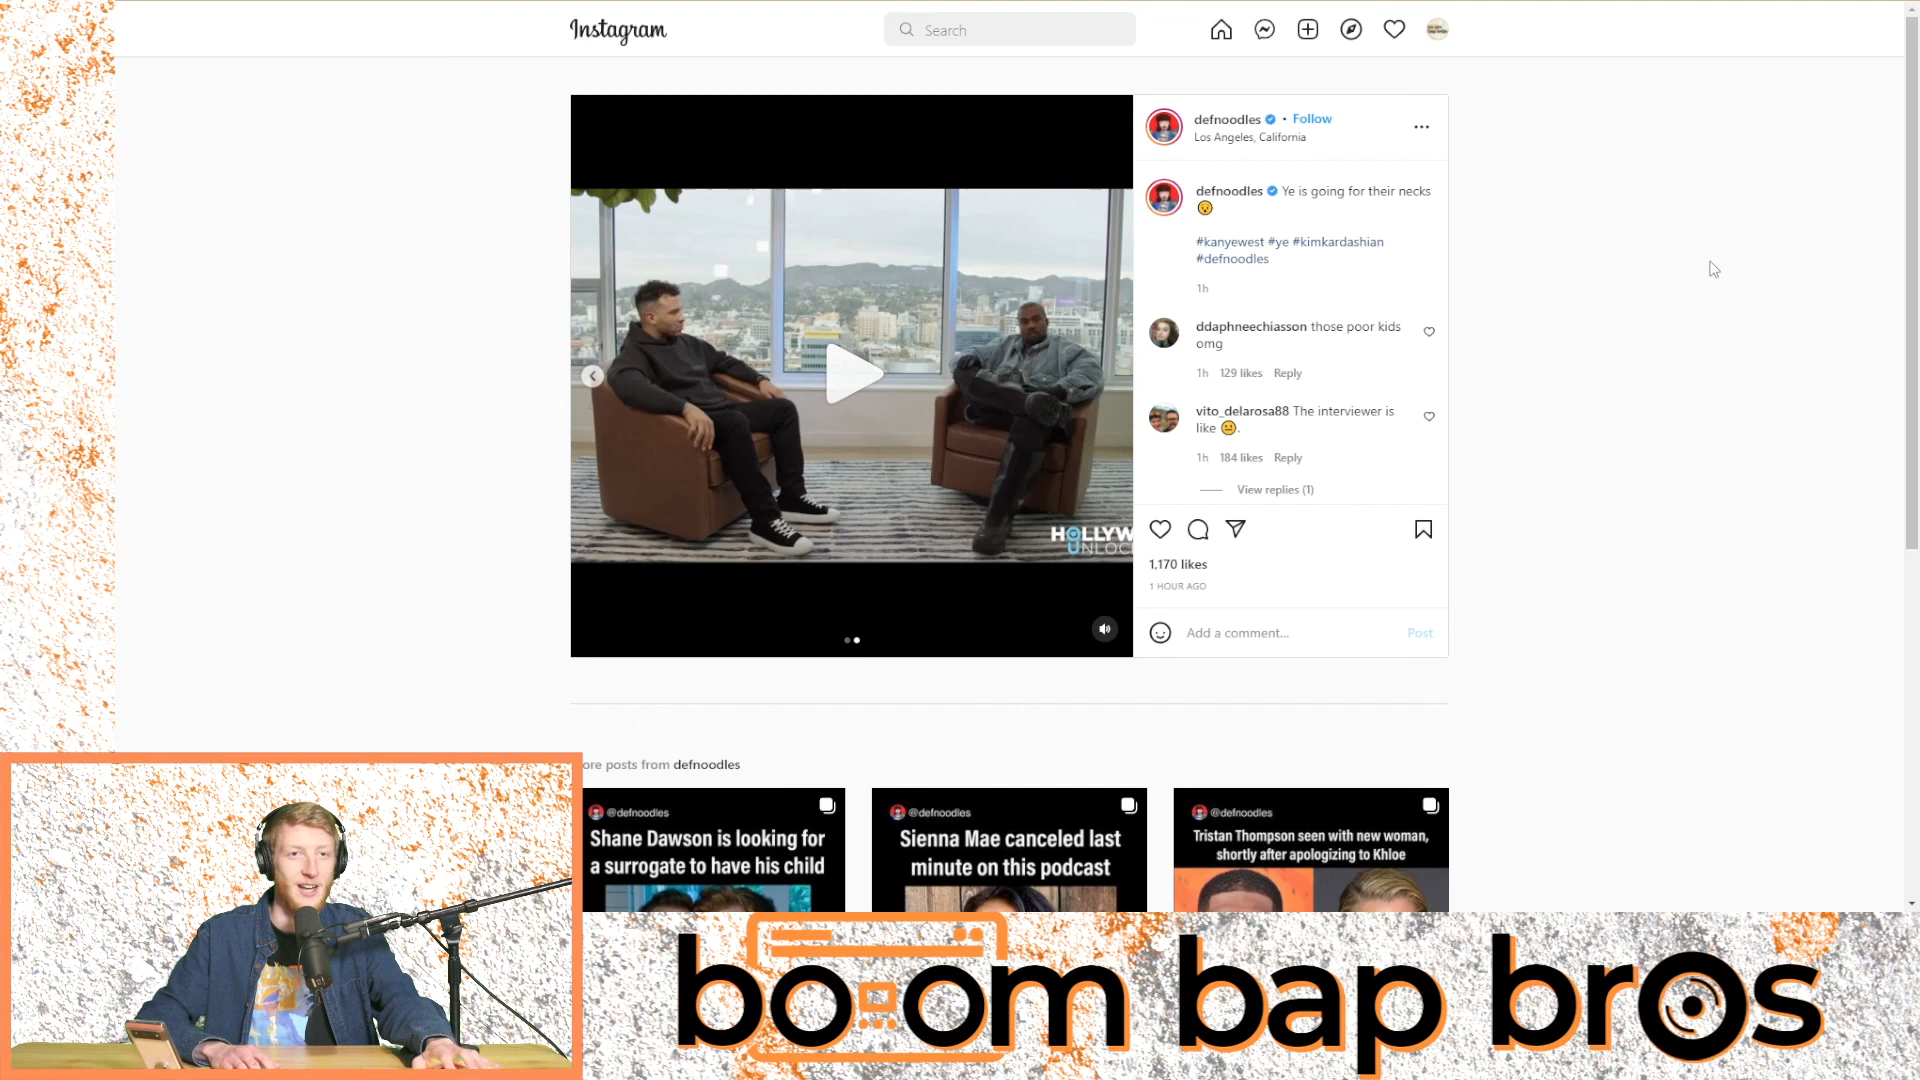 Instagram
Search
defnoodles • Follow
Los Angeles, California
defnoodles Ye is going for their necks
😯
#kanyewest #ye #kimkardashian
#defnoodles
1h
ddaphneechiasson those poor kids
omg
1h 129 likes Reply
vito_delarosa88 The interviewer is
like 😐.
1h 184 likes Reply
View replies (1)
HOLLYW
UNLOC
1,170 likes
1 HOUR AGO
Add a comment... Post
ore posts from defnoodles
@defnoodles
Shane Dawson is looking for
a surrogate to have his child
@defnoodles
Sienna Mae canceled last
minute on this podcast
@defnoodles
Tristan Thompson seen with new woman,
shortly after apologizing to Khloe
boom bap bros